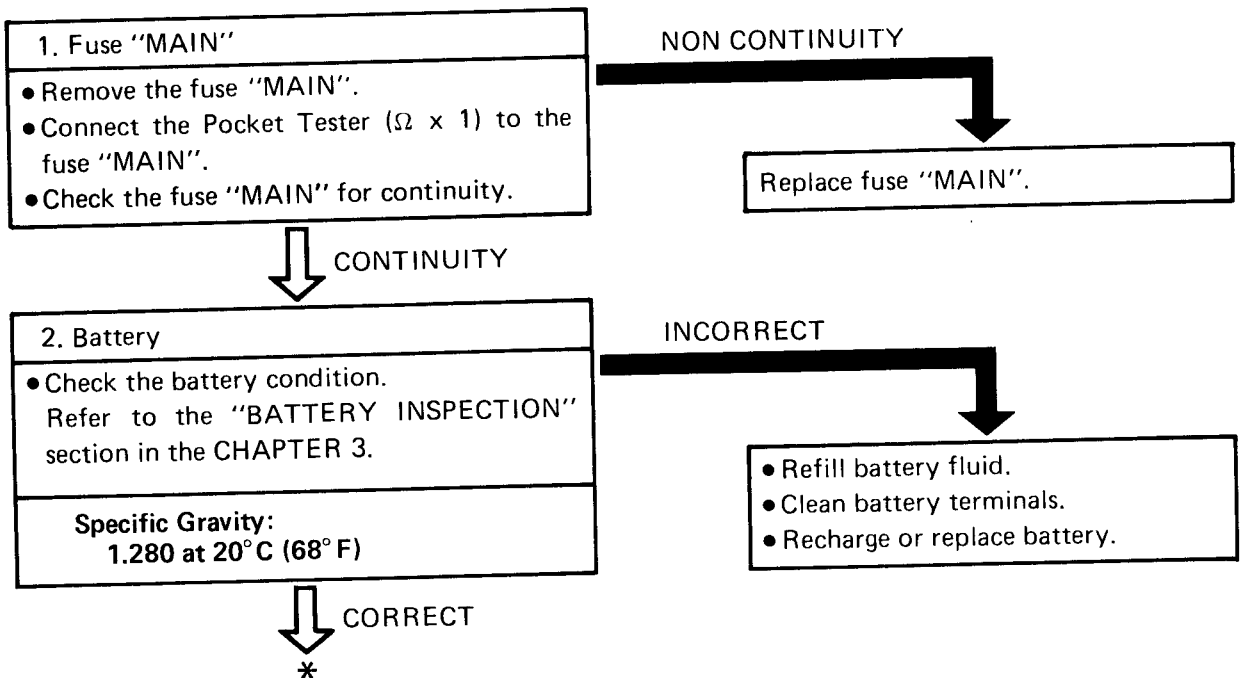 1. Fuse "MAIN"
NON CONTINUITY
● Remove the fuse "MAIN".
● Connect the Pocket Tester (Ω x 1) to the
fuse "MAIN".
● Check the fuse "MAIN" for continuity.
Replace fuse "MAIN".
CONTINUITY
2. Battery
INCORRECT
● Check the battery condition.
Refer to the "BATTERY INSPECTION"
section in the CHAPTER 3.
● Refill battery fluid.
● Clean battery terminals.
● Recharge or replace battery.
Specific Gravity:
1.280 at 20°C (68°F)
CORRECT
*